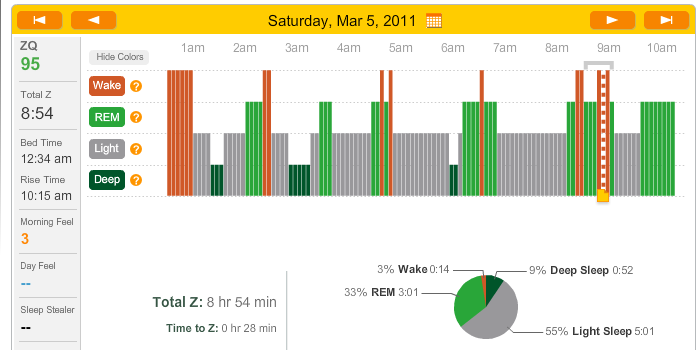 Saturday, Mar 5, 2011
ZQ
95
Total Z
8:54
Bed Time
12:34 am
Rise Time
10:15 am
Morning Feel
3
Day Feel
--
Sleep Stealer
--
1am 2am 3am 4am 5am 6am 7am 8am 9am 10am
Hide Colors
Wake ?
REM ?
Light ?
Deep ?
Total Z: 8 hr 54 min
Time to Z: 0 hr 28 min
3% Wake 0:14
9% Deep Sleep 0:52
33% REM 3:01
55% Light Sleep 5:01